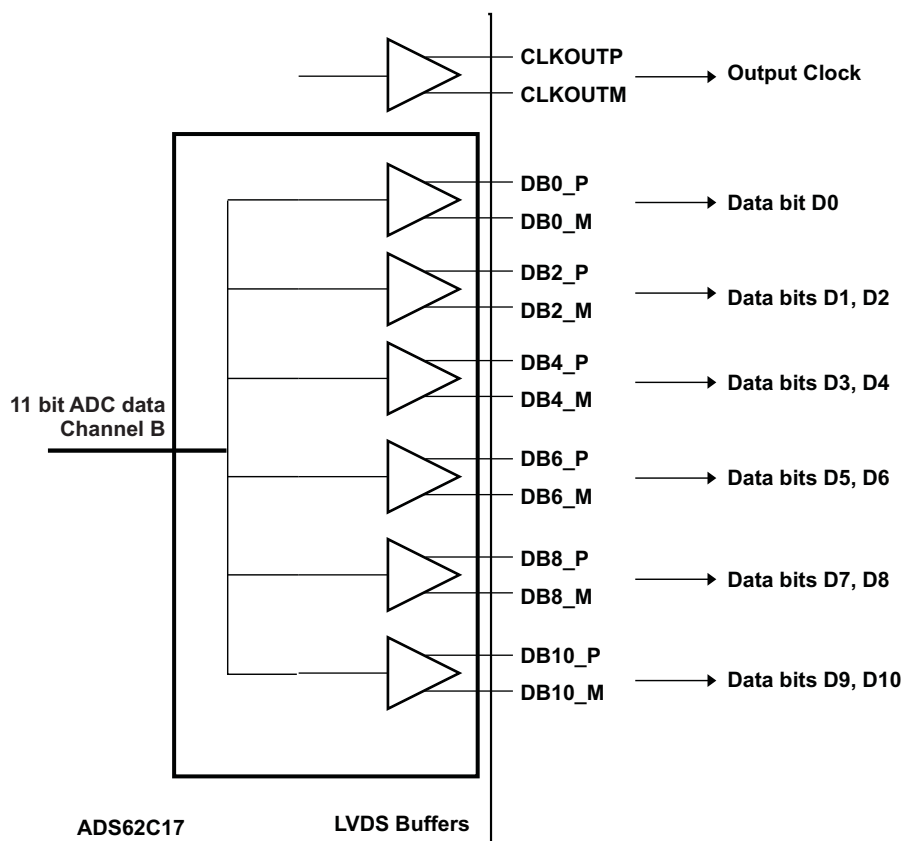 CLKOUTP
CLKOUTM
Output Clock
DB0_P
DB0_M
Data bit D0
DB2_P
DB2_M
Data bits D1, D2
DB4_P
DB4_M
Data bits D3, D4
11 bit ADC data
Channel B
DB6_P
DB6_M
Data bits D5, D6
DB8_P
DB8_M
Data bits D7, D8
DB10_P
DB10_M
Data bits D9, D10
ADS62C17
LVDS Buffers